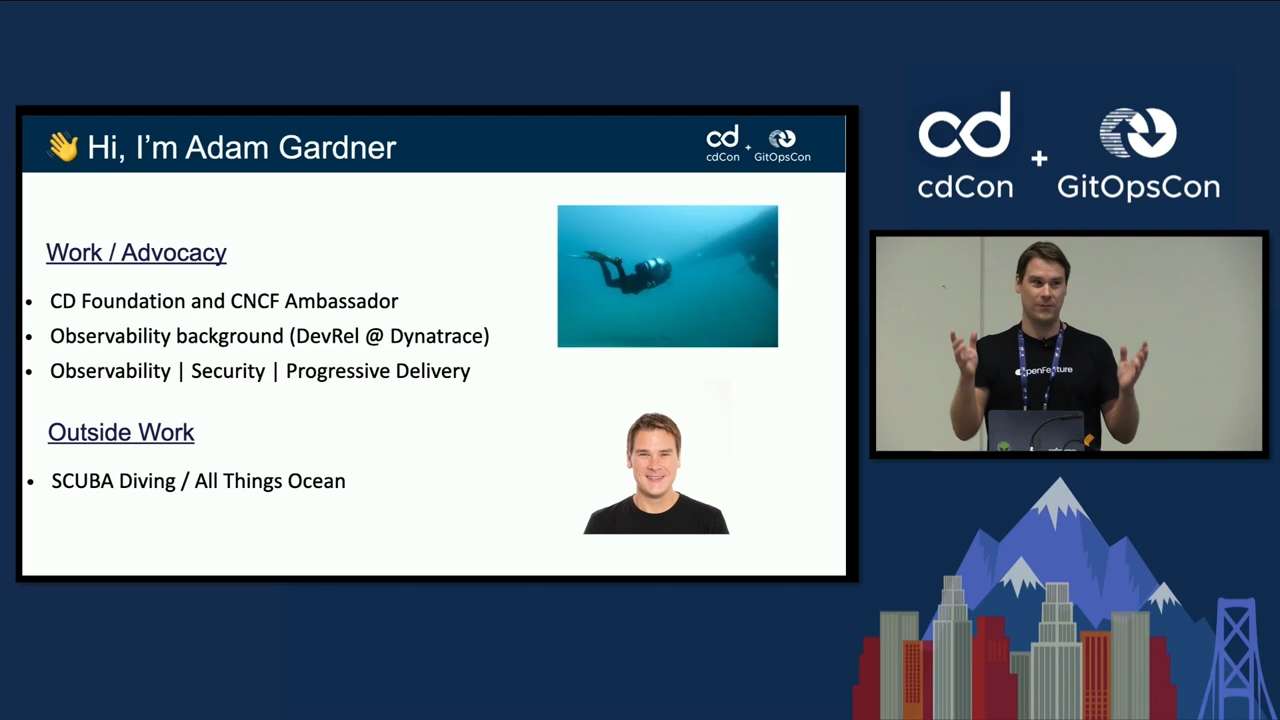 👋 Hi, I'm Adam Gardner
cdCon + GitOpsCon
Work / Advocacy
• CD Foundation and CNCF Ambassador
• Observability background (DevRel @ Dynatrace)
• Observability | Security | Progressive Delivery
Outside Work
• SCUBA Diving / All Things Ocean
cd
cdCon + GitOpsCon
OpenFeature